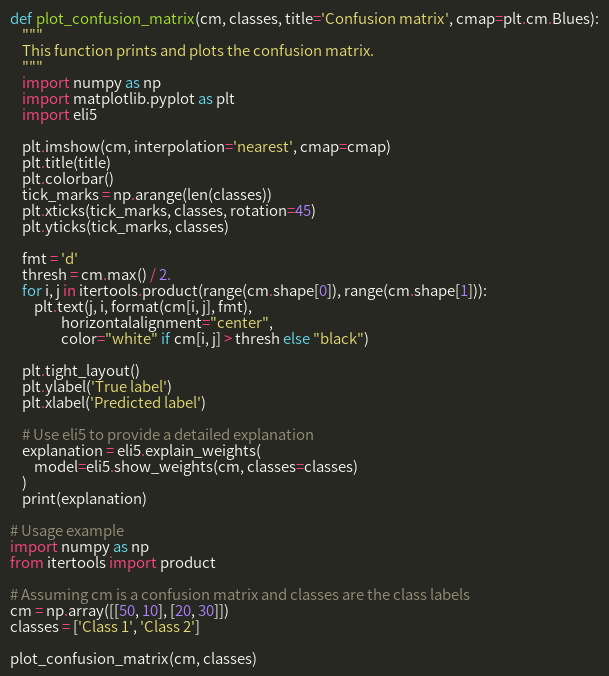 def plot_confusion_matrix(cm, classes, title='Confusion matrix', cmap=plt.cm.Blues):
    """
    This function prints and plots the confusion matrix.
    """
    import numpy as np
    import matplotlib.pyplot as plt
    import eli5

    plt.imshow(cm, interpolation='nearest', cmap=cmap)
    plt.title(title)
    plt.colorbar()
    tick_marks = np.arange(len(classes))
    plt.xticks(tick_marks, classes, rotation=45)
    plt.yticks(tick_marks, classes)

    fmt = 'd'
    thresh = cm.max() / 2.
    for i, j in itertools.product(range(cm.shape[0]), range(cm.shape[1])):
        plt.text(j, i, format(cm[i, j], fmt),
                 horizontalalignment="center",
                 color="white" if cm[i, j] > thresh else "black")

    plt.tight_layout()
    plt.ylabel('True label')
    plt.xlabel('Predicted label')

    # Use eli5 to provide a detailed explanation
    explanation = eli5.explain_weights(
        model=eli5.show_weights(cm, classes=classes)
    )
    print(explanation)

# Usage example
import numpy as np
from itertools import product

# Assuming cm is a confusion matrix and classes are the class labels
cm = np.array([[50, 10], [20, 30]])
classes = ['Class 1', 'Class 2']

plot_confusion_matrix(cm, classes)